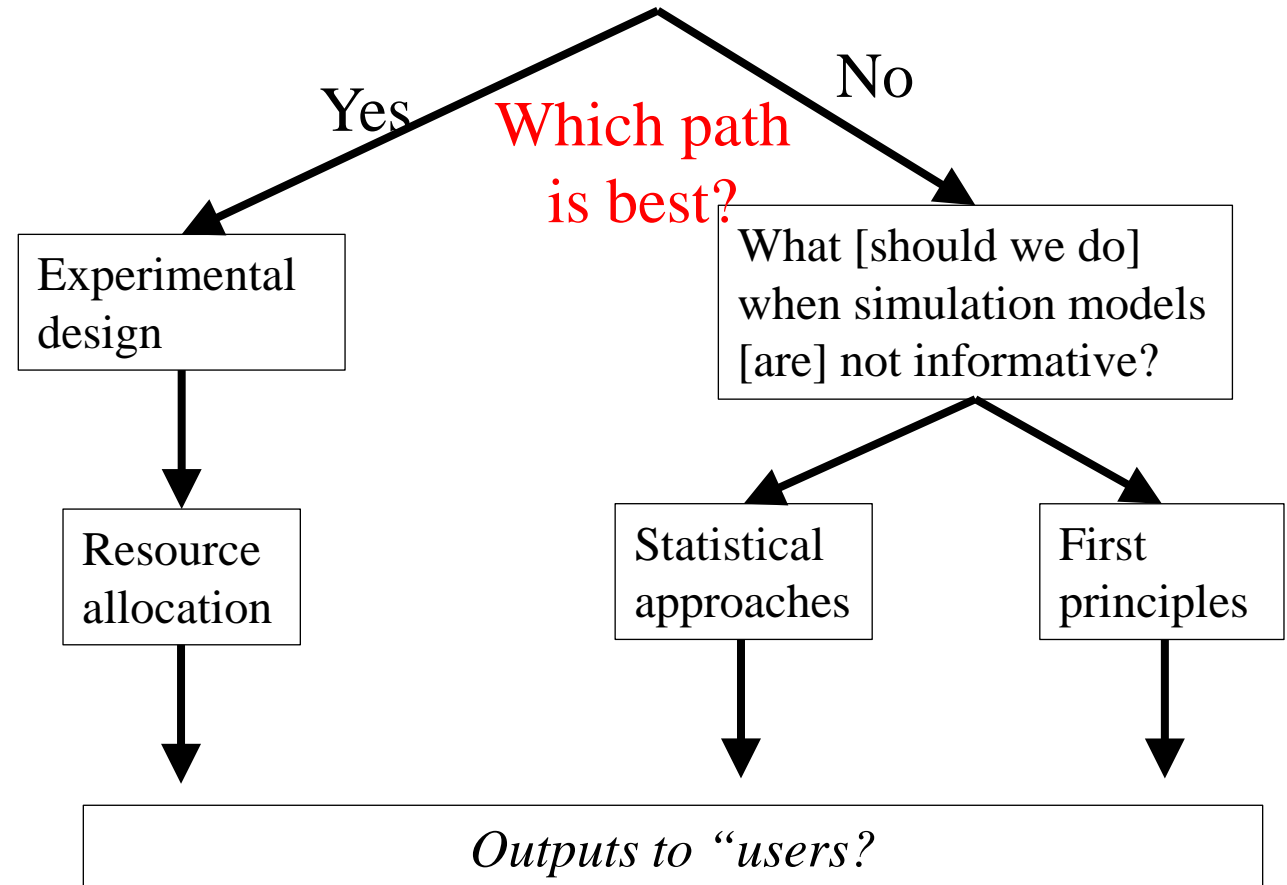 Yes
No
Which path
is best?
Experimental
design
What [should we do]
when simulation models
[are] not informative?
Resource
allocation
Statistical
approaches
First
principles
Outputs to “users?